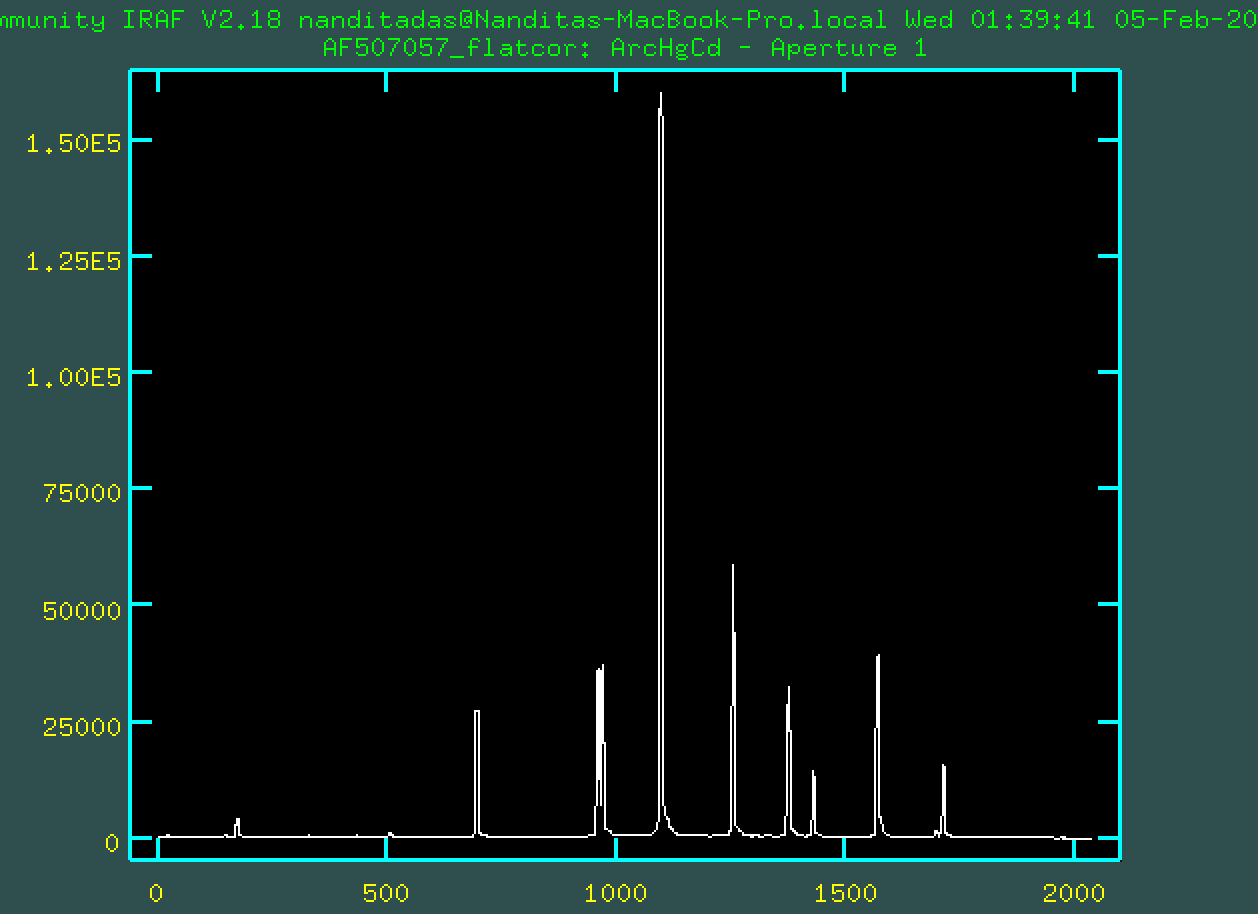 mmunity IRAF V2.18 nanditadas@Nanditas-MacBook-Pro.local Wed 01:39:41 05-Feb-20
AF507057_flatcor: ArcHgCd - Aperture 1
1.50E5
1.25E5
1.00E5
75000
50000
25000
0
0 500 1000 1500 2000